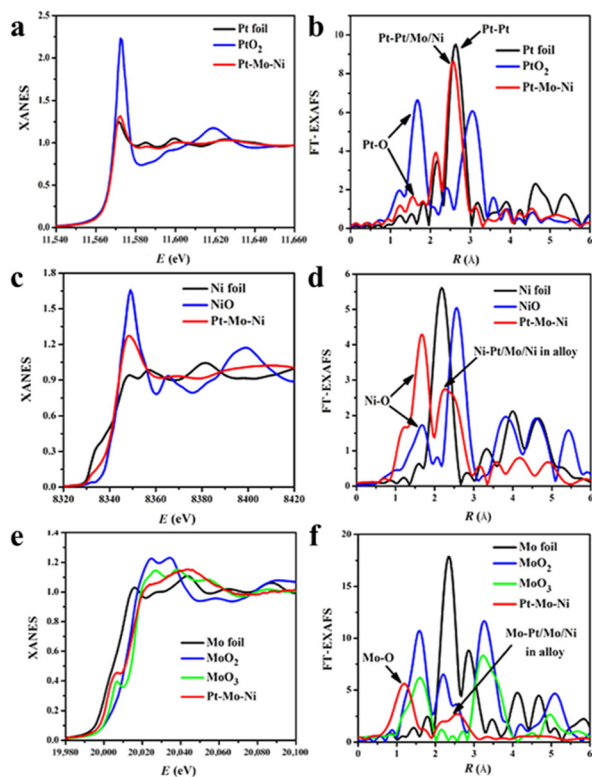 a
Pt foil
PtO2
Pt-Mo-Ni
XANES
2.5
2.0
1.5
1.0
0.5
0.0
11,540 11,560 11,580 11,600 11,620 11,640 11,660
E (eV)
b
Pt-Pt/Mo/Ni
Pt-Pt
Pt foil
PtO2
Pt-Mo-Ni
Pt-O
FT-EXAFS
10
8
6
4
2
0
0 1 2 3 4 5 6
R (Å)
c
Ni foil
NiO
Pt-Mo-Ni
XANES
1.8
1.5
1.2
0.9
0.6
0.3
0.0
8320 8340 8360 8380 8400 8420
E (eV)
d
Ni foil
NiO
Pt-Mo-Ni
Ni-Pt/Mo/Ni in alloy
Ni-O
FT-EXAFS
6
5
4
3
2
1
0
0 1 2 3 4 5 6
R (Å)
e
Mo foil
MoO2
MoO3
Pt-Mo-Ni
XANES
1.4
1.2
1.0
0.8
0.6
0.4
0.2
0.0
19,980 20,000 20,020 20,040 20,060 20,080 20,100
E (eV)
f
Mo foil
MoO2
MoO3
Pt-Mo-Ni
Mo-O
Mo-Pt/Mo/Ni
in alloy
FT-EXAFS
20
15
10
5
0
0 1 2 3 4 5 6
R (Å)